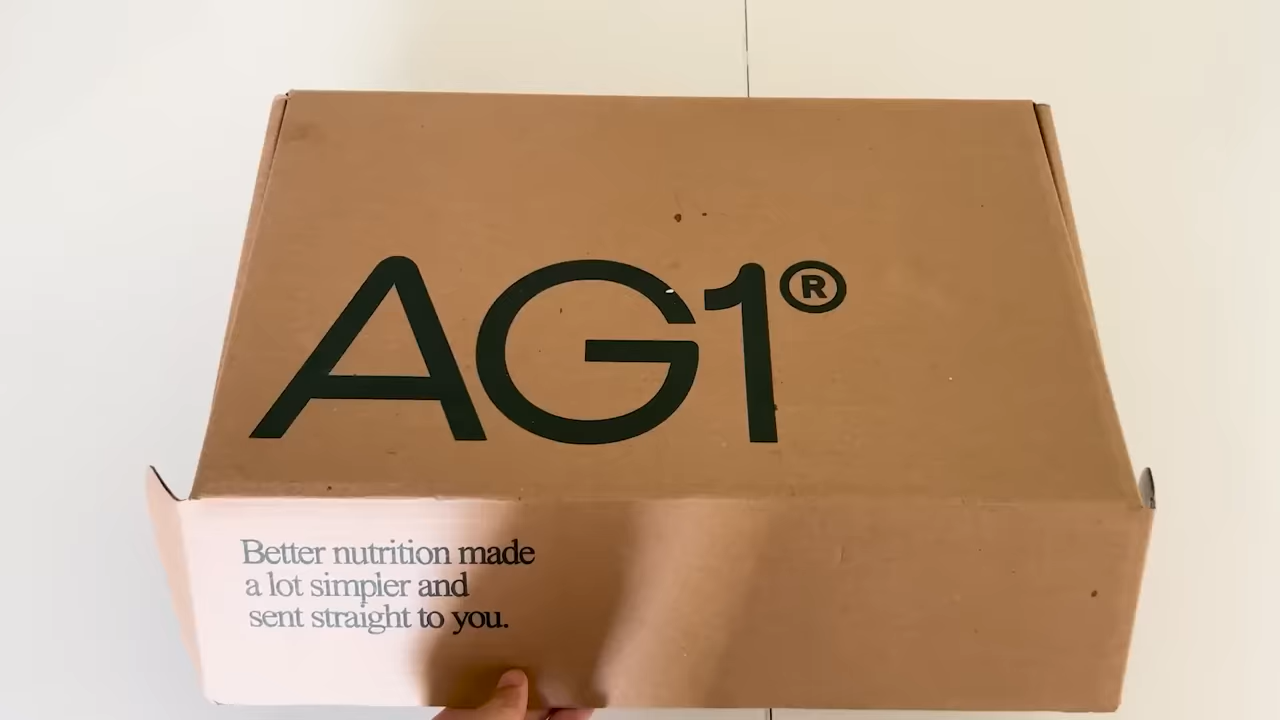 AG1®
Better nutrition made
a lot simpler and
sent straight to you.